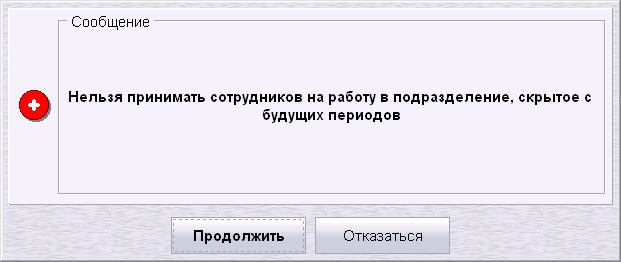 Сообщение
Нельзя принимать сотрудников на работу в подразделение, скрытое с
будущих периодов
Продолжить
Отказаться